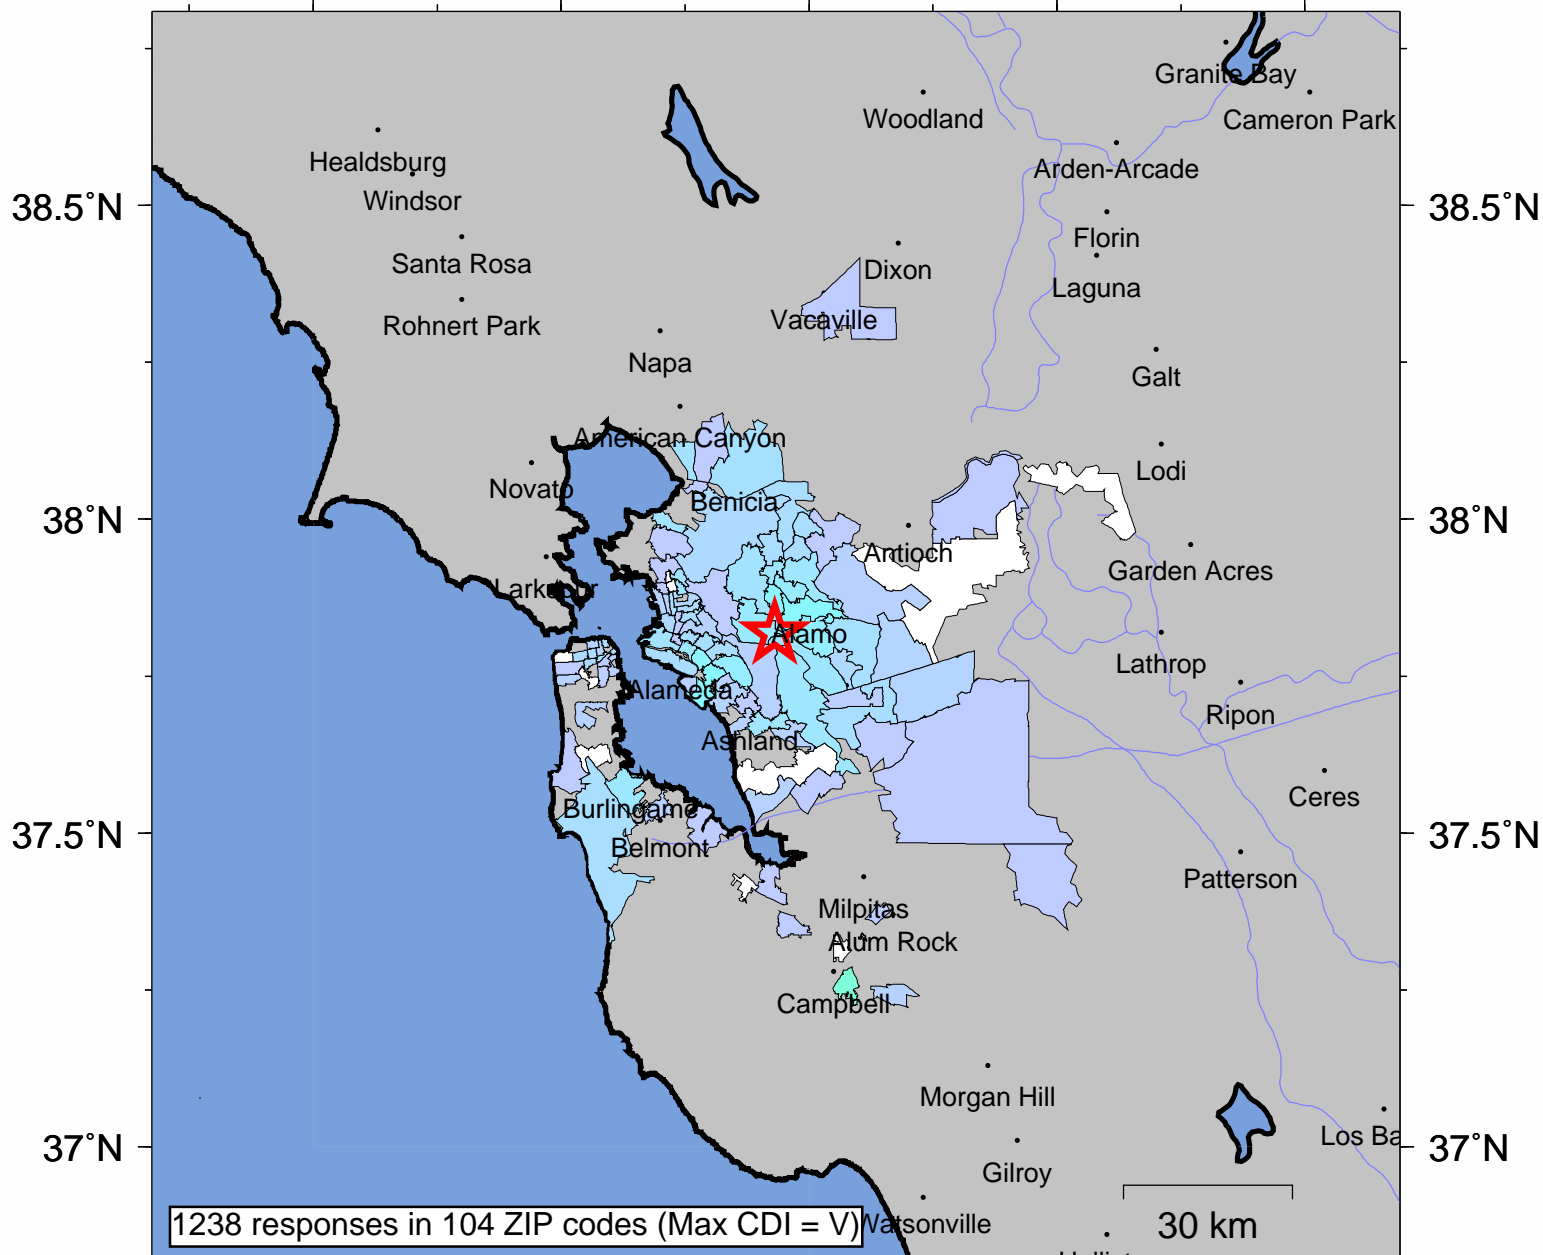 Granite Bay
Woodland
Cameron Park
Healdsburg
Arden-Arcade
Windsor
38.5°N
38.5°N
Florin
Santa Rosa
Dixon
Laguna
Vacaville
Rohnert Park
Napa
Galt
American Canyon
Lodi
Novato
Benicia
38°N
38°N
Antioch
Garden Acres
Larkspur
Alamo
Lathrop
Alameda
Ripon
Ashland
Ceres
Burlingame
37.5°N
37.5°N
Belmont
Patterson
Milpitas
Alum Rock
Campbell
Morgan Hill
Los Ba
37°N
37°N
Gilroy
1238 responses in 104 ZIP codes (Max CDI = V)
Watsonville
30 km